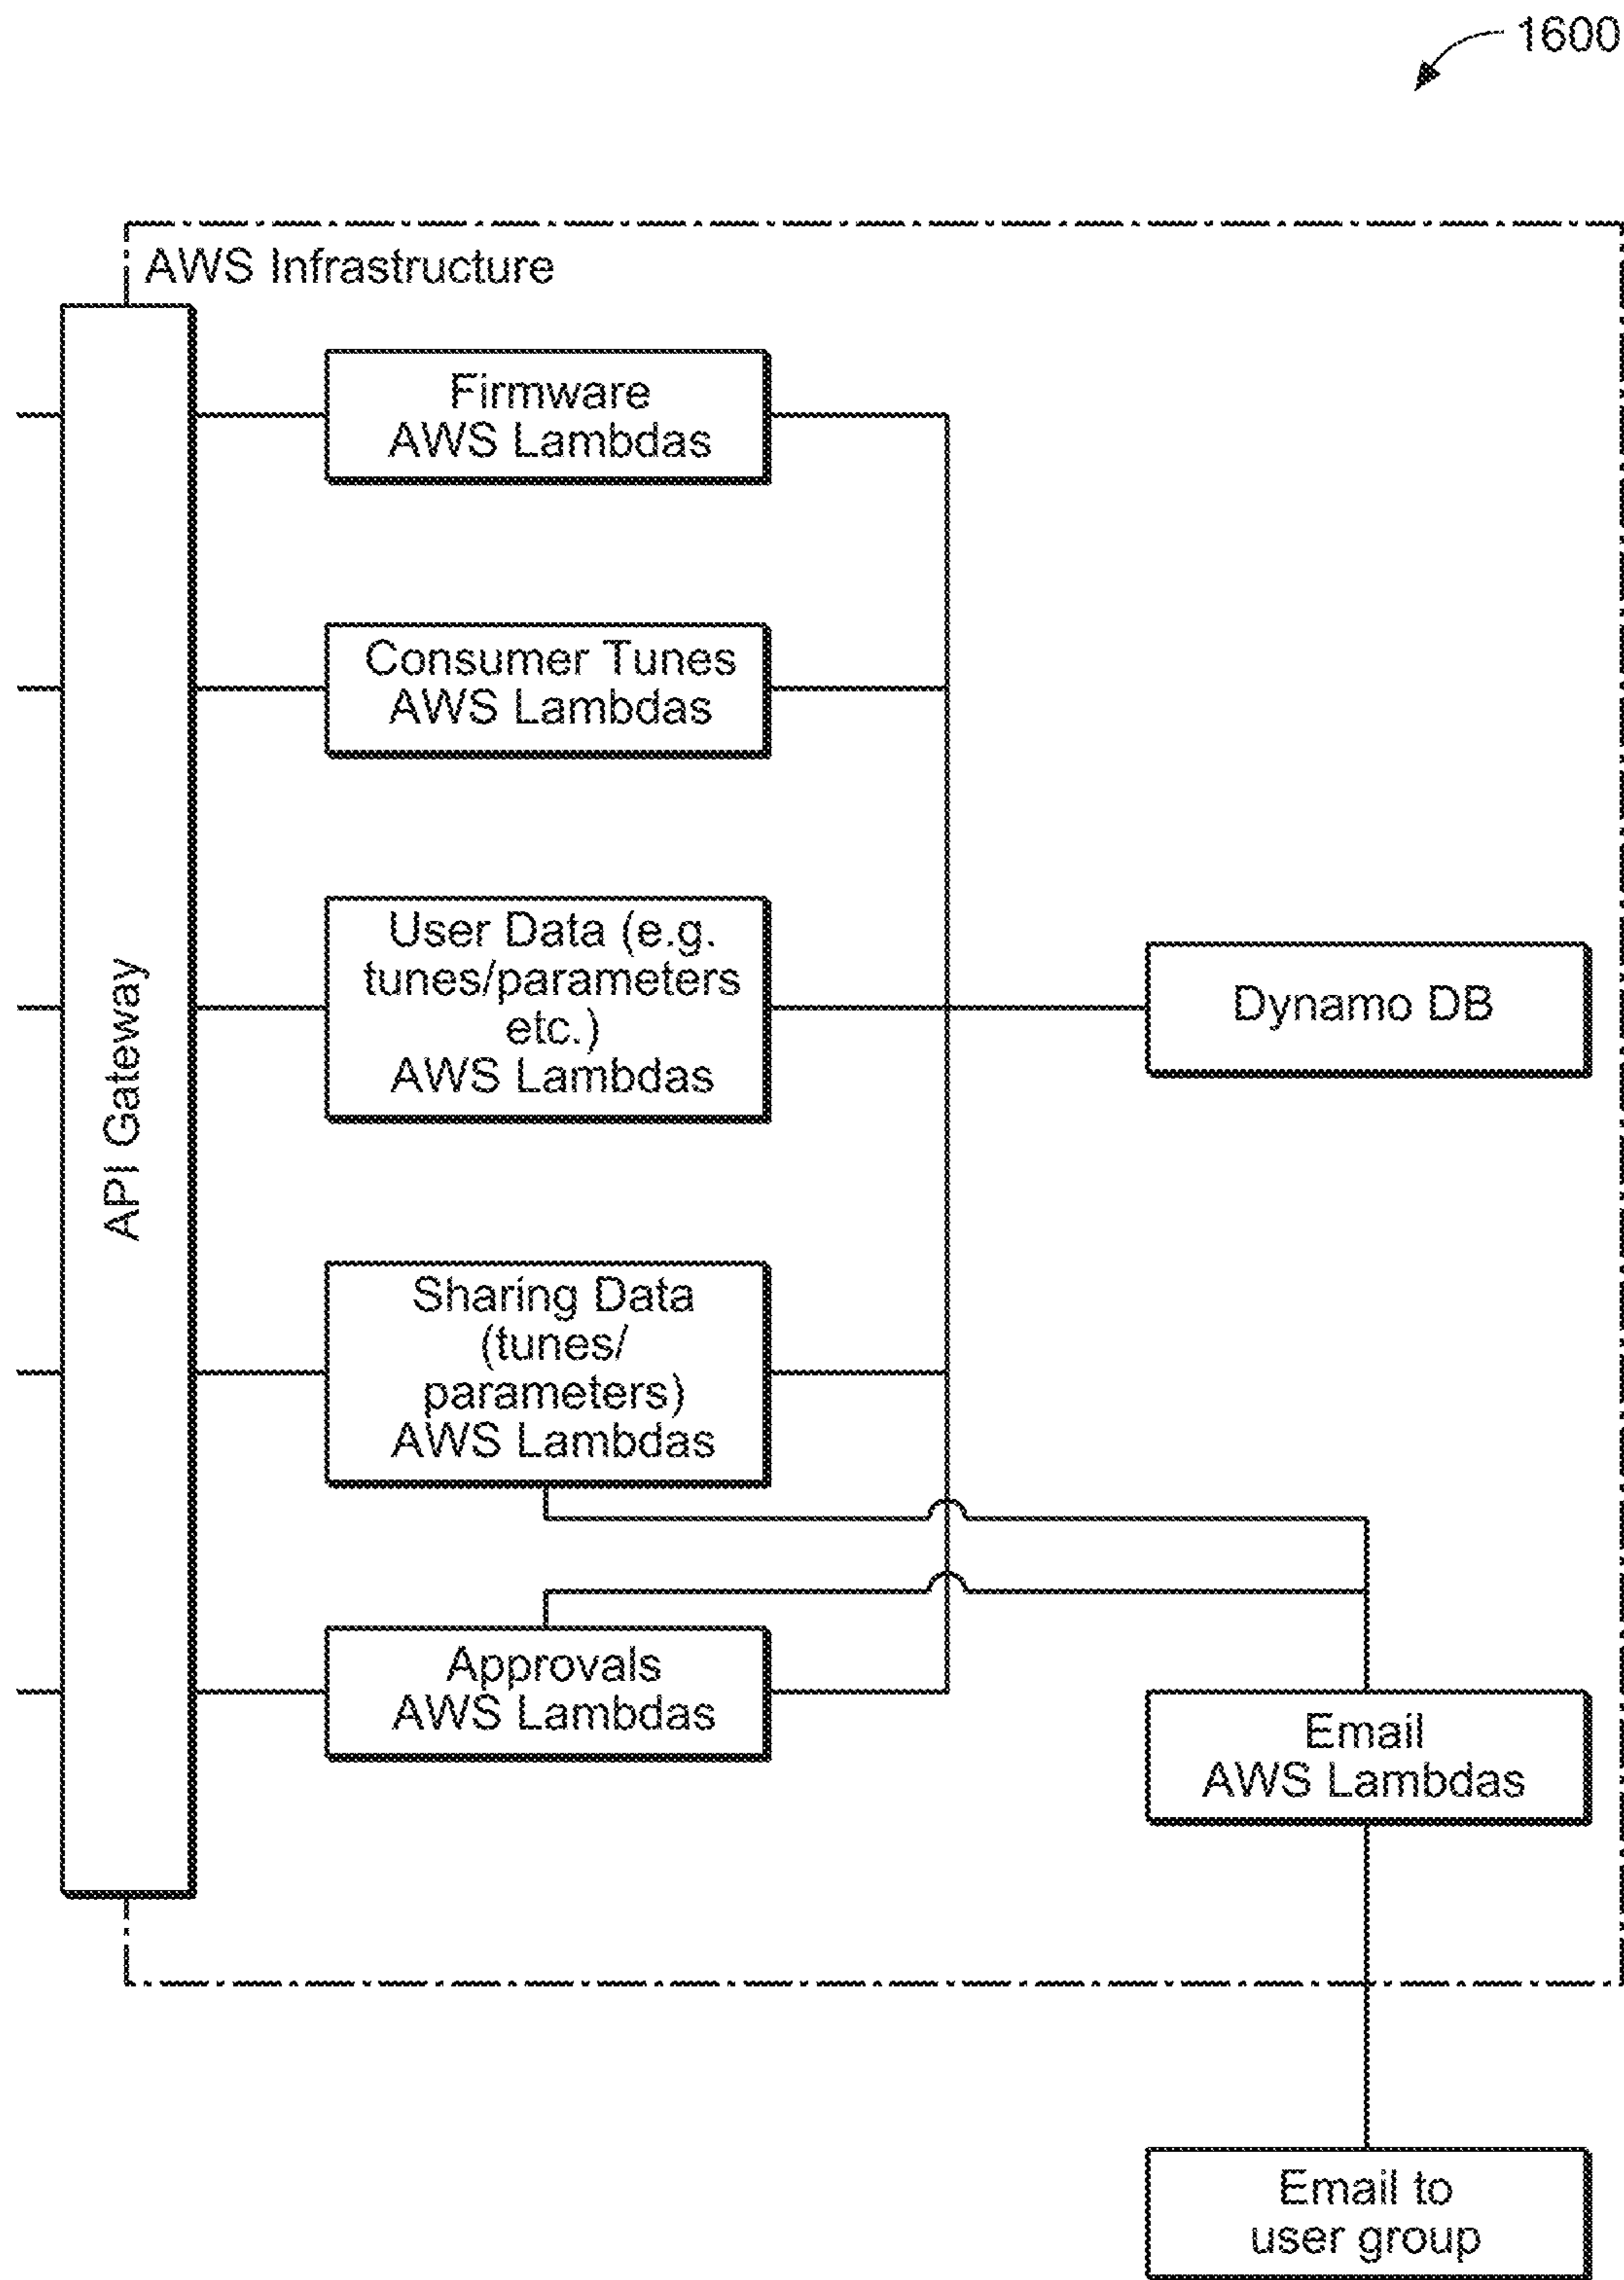 1600
AWS Infrastructure
API Gateway
Firmware
AWS Lambdas
Consumer Tunes
AWS Lambdas
User Data (e.g.
tunes/parameters
etc.)
AWS Lambdas
Dynamo DB
Sharing Data
(tunes/
parameters)
AWS Lambdas
Approvals
AWS Lambdas
Email
AWS Lambdas
Email to
user group